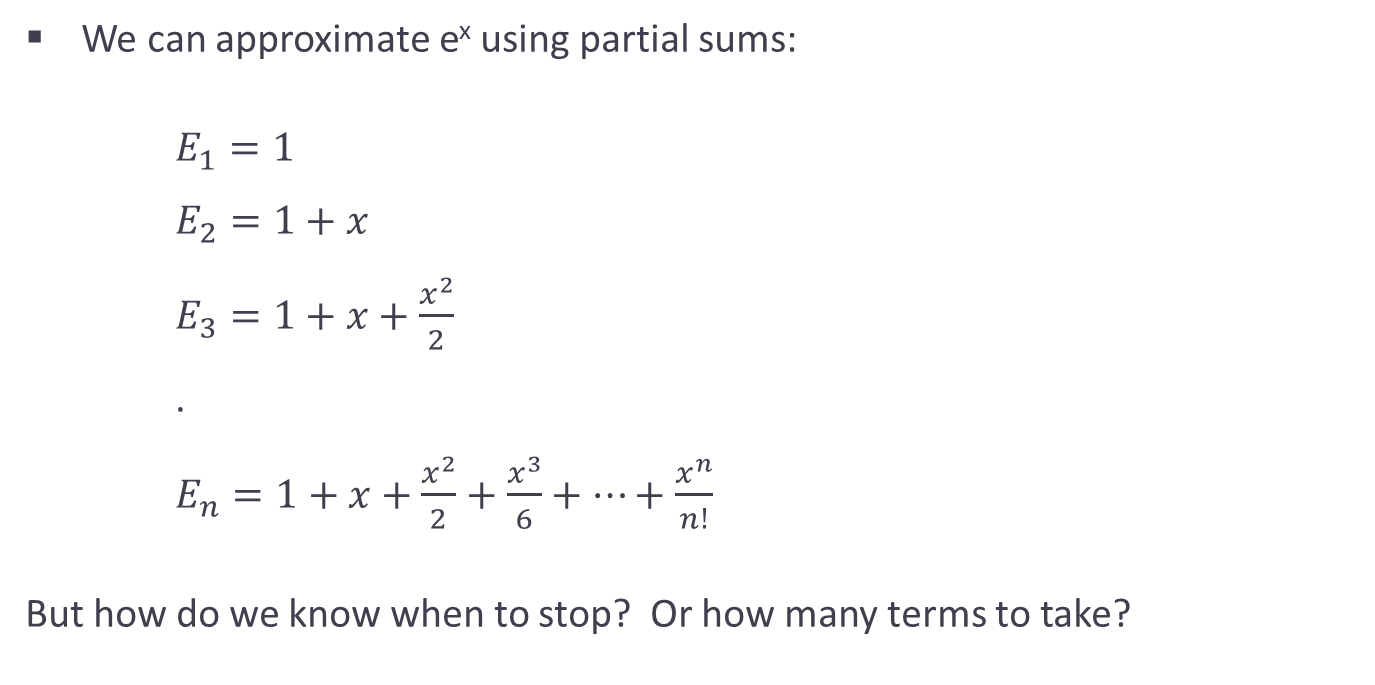 ▪ We can approximate eˣ using partial sums:
E₁ = 1
E₂ = 1 + x
E₃ = 1 + x + x²/2
.
Eₙ = 1 + x + x²/2 + x³/6 + ⋯ + xⁿ/n!
But how do we know when to stop? Or how many terms to take?